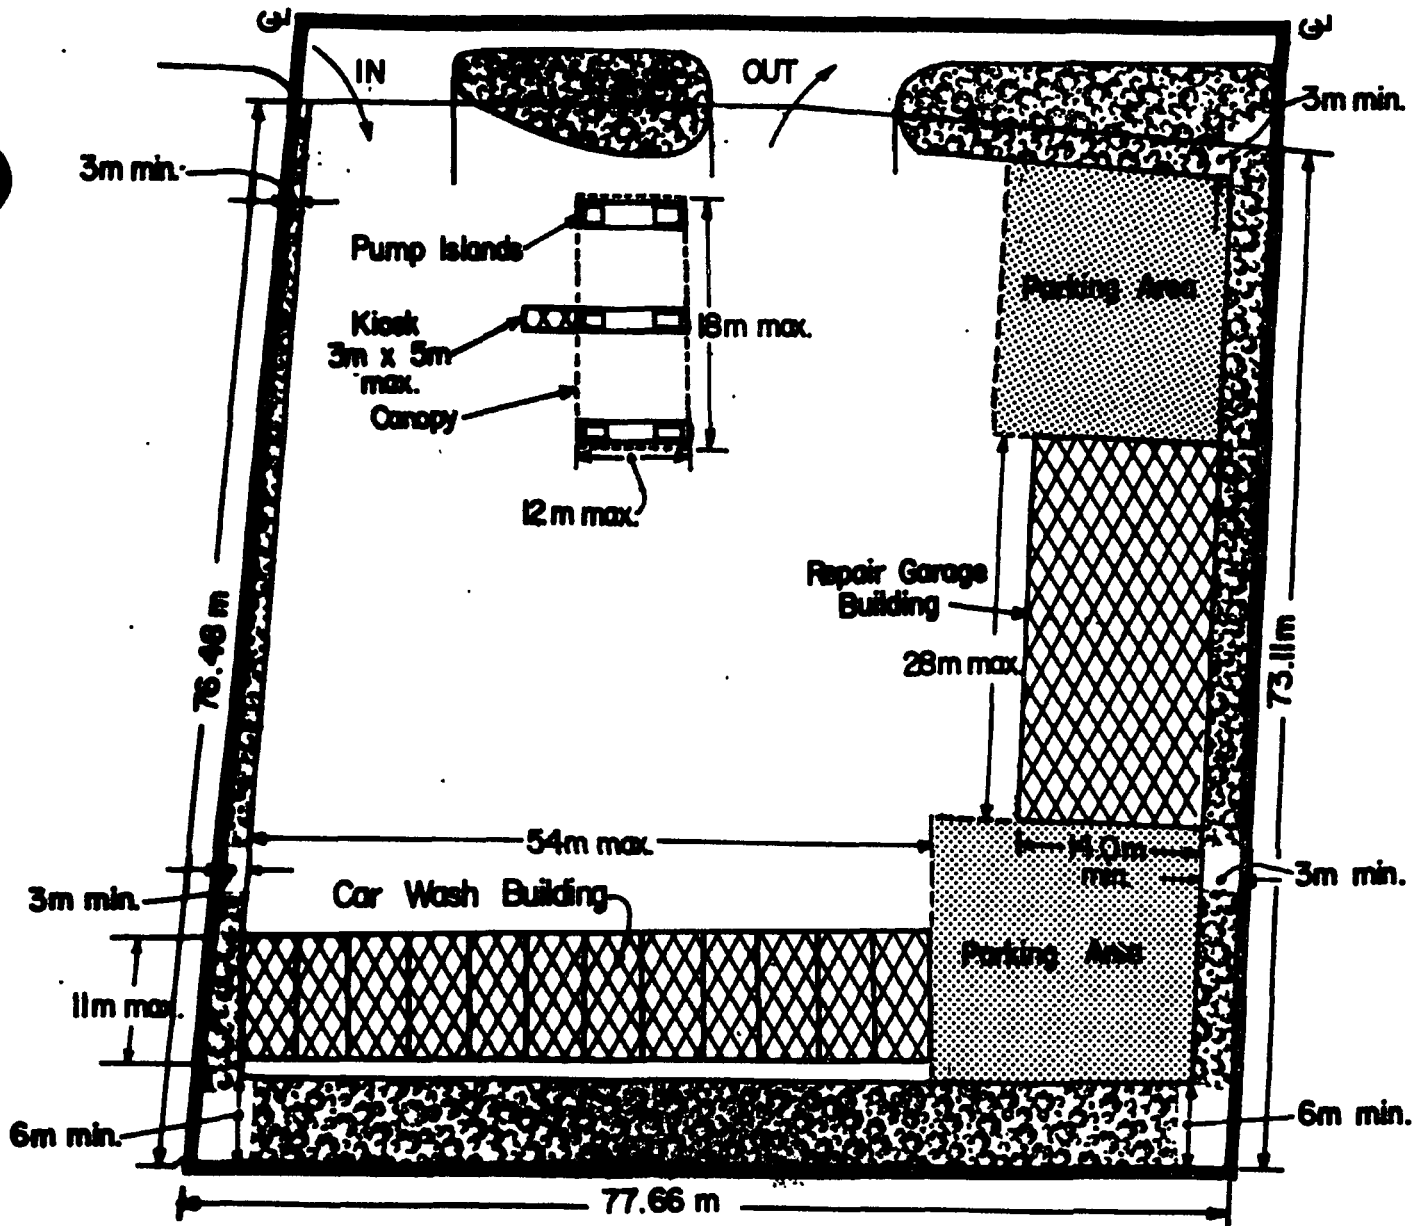 IN
OUT
3m min.
3m min.
Pump Islands
Parking Area
Kiosk
3m x 5m
max.
18m max.
Canopy
12m max.
Repair Garage
Building
28m max.
76.48 m
73.11m
54m max.
14.0m
min.
3m min.
3m min.
Car Wash Building
Parking Area
11m max.
6m min.
6m min.
77.66 m